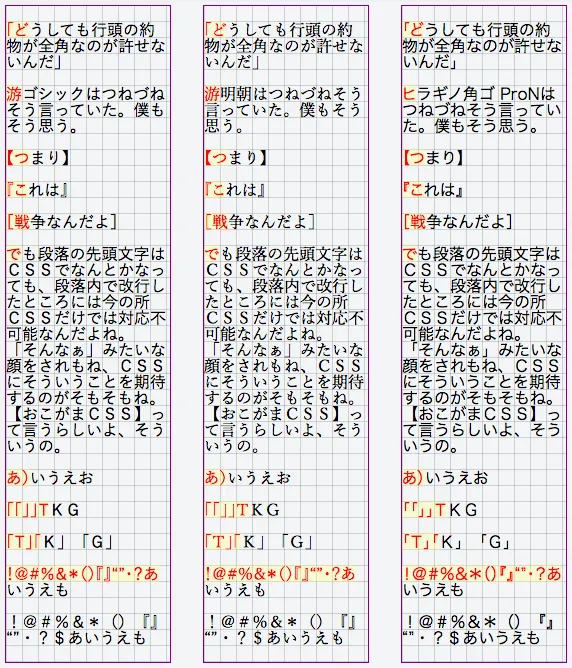 「どうしても行頭の約
物が全角なのが許せな
いんだ」
游ゴシックはつねづね
そう言っていた。僕も
そう思う。
【つまり】
『これは』
[戦争なんだよ]
でも段落の先頭文字は
ＣＳＳでなんとかなっ
ても、段落内で改行し
たところには今の所
ＣＳＳだけでは対応不
可能なんだよね。
「そんなぁ」みたいな
顔をされもね、ＣＳＳ
にそういうことを期待
するのがそもそもね。
【おこがまＣＳＳ】っ
て言うらしいよ、そう
いうの。
あ）いうえお
「「」」ＴＫＧ
「Ｔ」「Ｋ」「Ｇ」
！＠＃％＆＊（）『』“”・？あ
いうえも
！＠＃％＆＊（）『』
“”・？＄あいうえも
「どうしても行頭の約
物が全角なのが許せな
いんだ」
游明朝はつねづねそう
言っていた。僕もそう
思う。
【つまり】
『これは』
[戦争なんだよ]
でも段落の先頭文字は
ＣＳＳでなんとかなっ
ても、段落内で改行し
たところには今の所
ＣＳＳだけでは対応不
可能なんだよね。
「そんなぁ」みたいな
顔をされもね、ＣＳＳ
にそういうことを期待
するのがそもそもね。
【おこがまＣＳＳ】っ
て言うらしいよ、そう
いうの。
あ）いうえお
「「」」ＴＫＧ
「Ｔ」「Ｋ」「Ｇ」
！＠＃％＆＊（）『』“”・？あ
いうえも
！＠＃％＆＊（）『』
“”・？＄あいうえも
「どうしても行頭の約
物が全角なのが許せな
いんだ」
ヒラギノ角ゴ ProNは
つねづねそう言ってい
た。僕もそう思う。
【つまり】
『これは』
[戦争なんだよ]
でも段落の先頭文字は
ＣＳＳでなんとかなっ
ても、段落内で改行し
たところには今の所
ＣＳＳだけでは対応不
可能なんだよね。
「そんなぁ」みたいな
顔をされもね、ＣＳＳ
にそういうことを期待
するのがそもそもね。
【おこがまＣＳＳ】っ
て言うらしいよ、そう
いうの。
あ）いうえお
「「」」ＴＫＧ
「Ｔ」「Ｋ」「Ｇ」
！＠＃％＆＊（）『』“”・？あ
いうえも
！＠＃％＆＊（）『』
“”・？＄あいうえも